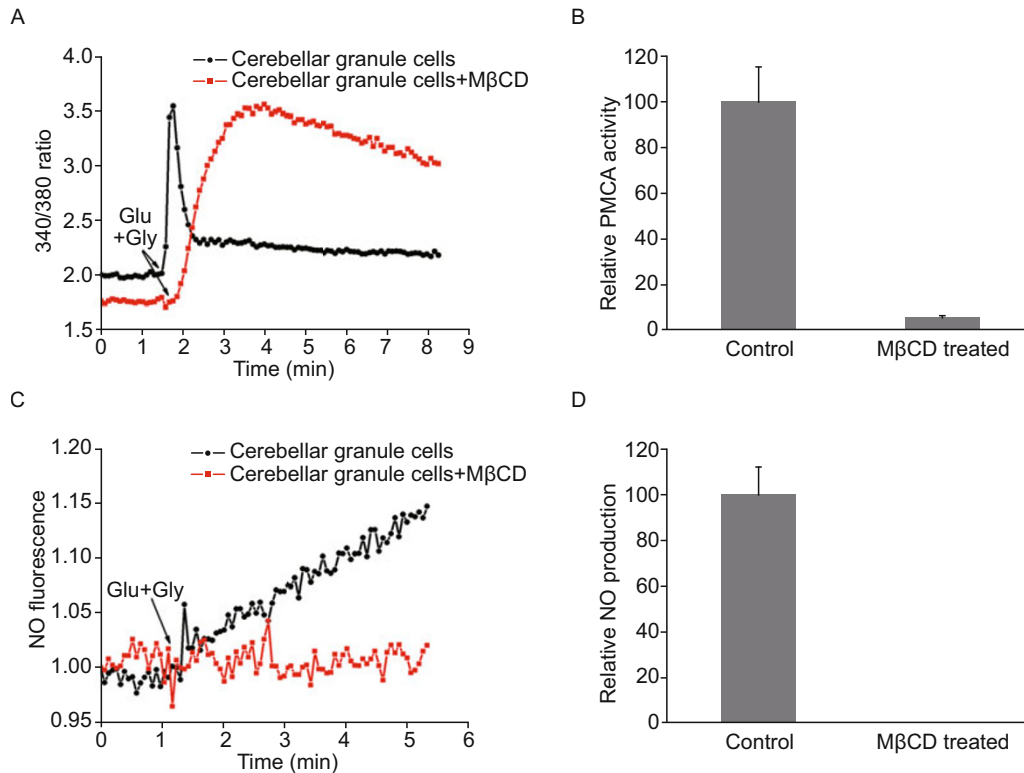 A
Cerebellar granule cells
Cerebellar granule cells+MβCD
340/380 ratio
4.0
3.5
3.0
2.5
2.0
1.5
Glu
+Gly
0 1 2 3 4 5 6 7 8 9
Time (min)
B
Relative PMCA activity
120
100
80
60
40
20
0
Control MβCD treated
C
Cerebellar granule cells
Cerebellar granule cells+MβCD
NO fluorescence
1.20
1.15
1.10
1.05
1.00
0.95
Glu+Gly
0 1 2 3 4 5 6
Time (min)
D
Relative NO production
120
100
80
60
40
20
0
Control MβCD treated